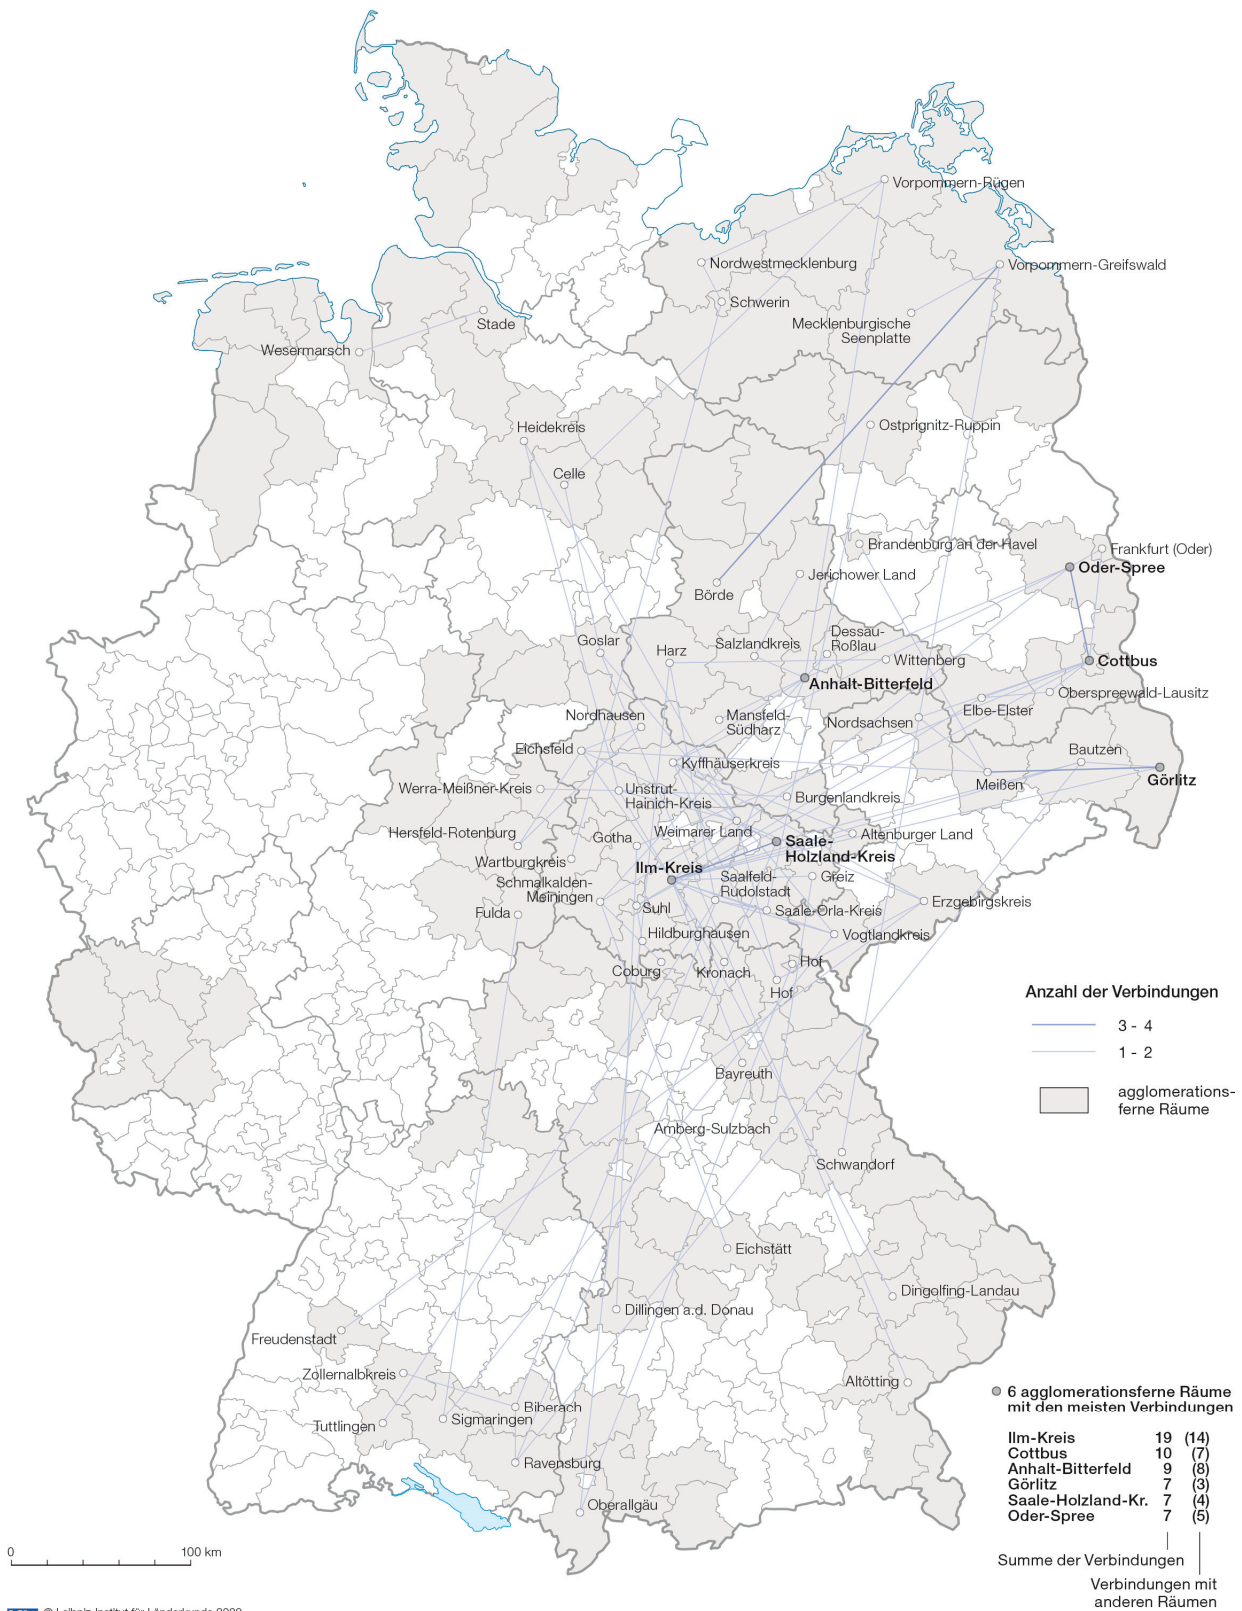 Vorpommern-Rügen
Nordwestmecklenburg
Vorpommern-Greifswald
Schwerin
Mecklenburgische
Seenplatte
Stade
Wesermarsch
Heidekreis
Ostprignitz-Ruppin
Celle
Brandenburg an der Havel
Frankfurt (Oder)
Oder-Spree
Jerichower Land
Börde
Goslar
Harz
Salzlandkreis
Dessau-
Roßlau
Wittenberg
Cottbus
Anhalt-Bitterfeld
Oberspreewald-Lausitz
Elbe-Elster
Nordhausen
Mansfeld-
Südharz
Nordsachsen
Eichsfeld
Bautzen
Kyffhäuserkreis
Görlitz
Meißen
Werra-Meißner-Kreis
Unstrut-
Hainich-Kreis
Burgenlandkreis
Hersfeld-Rotenburg
Gotha
Weimarer Land
Altenburger Land
Saale-
Holzland-Kreis
Wartburgkreis
Ilm-Kreis
Schmalkalden-
Meiningen
Saalfeld-
Rudolstadt
Greiz
Suhl
Saale-Orla-Kreis
Erzgebirgskreis
Fulda
Hildburghausen
Vogtlandkreis
Coburg
Kronach
Hof
Hof
Anzahl der Verbindungen
3 - 4
1 - 2
agglomerations-
ferne Räume
Bayreuth
Amberg-Sulzbach
Schwandorf
Eichstätt
Dingolfing-Landau
Dillingen a.d. Donau
Freudenstadt
Zollernalbkreis
Altötting
Biberach
Tuttlingen
Sigmaringen
Ravensburg
Oberallgäu
6 agglomerationsferne Räume
mit den meisten Verbindungen
Ilm-Kreis 19 (14)
Cottbus 10 (7)
Anhalt-Bitterfeld 9 (8)
Görlitz 7 (3)
Saale-Holzland-Kr. 7 (4)
Oder-Spree 7 (5)
Summe der Verbindungen
Verbindungen mit
anderen Räumen
0 100 km